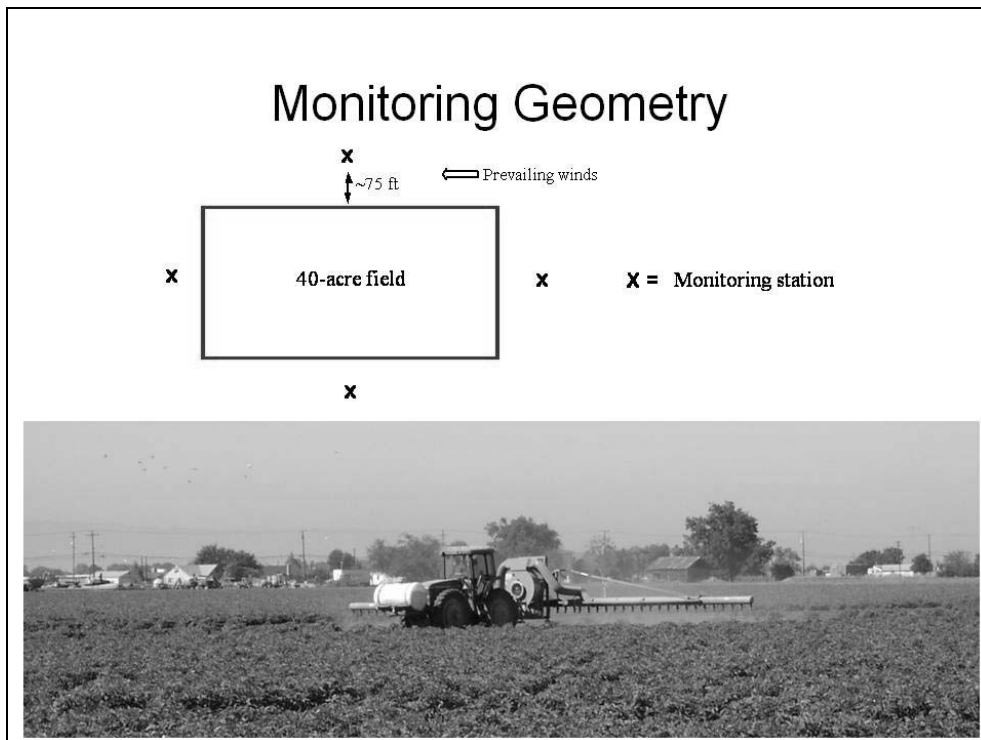 Monitoring Geometry
x
~75 ft
Prevailing winds
x
40-acre field
x
X = Monitoring station
x